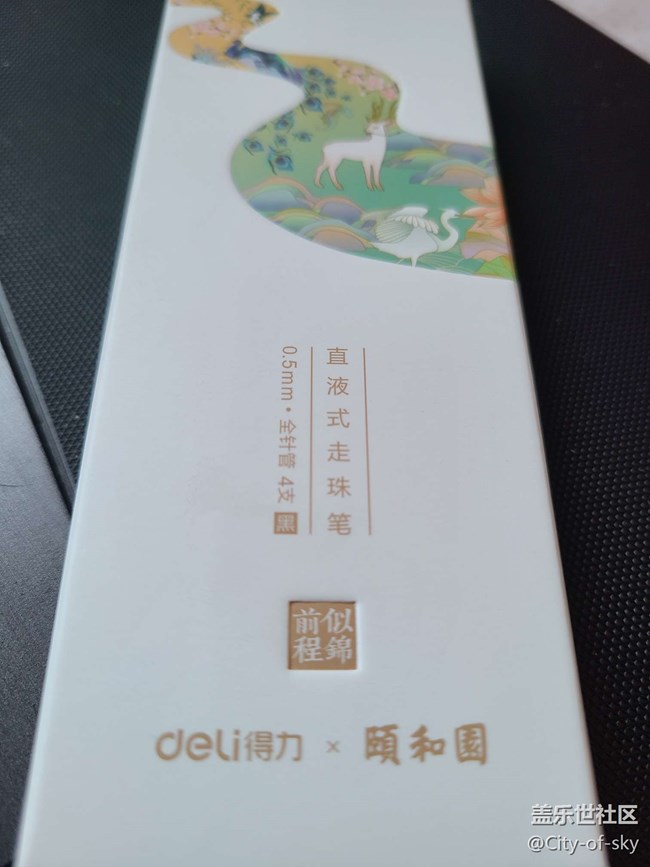 直液式走珠笔
0.5mm·全针管 4支 黑
前似
程錦
deli得力 × 頤和園
盖乐世社区
@City-of-sky